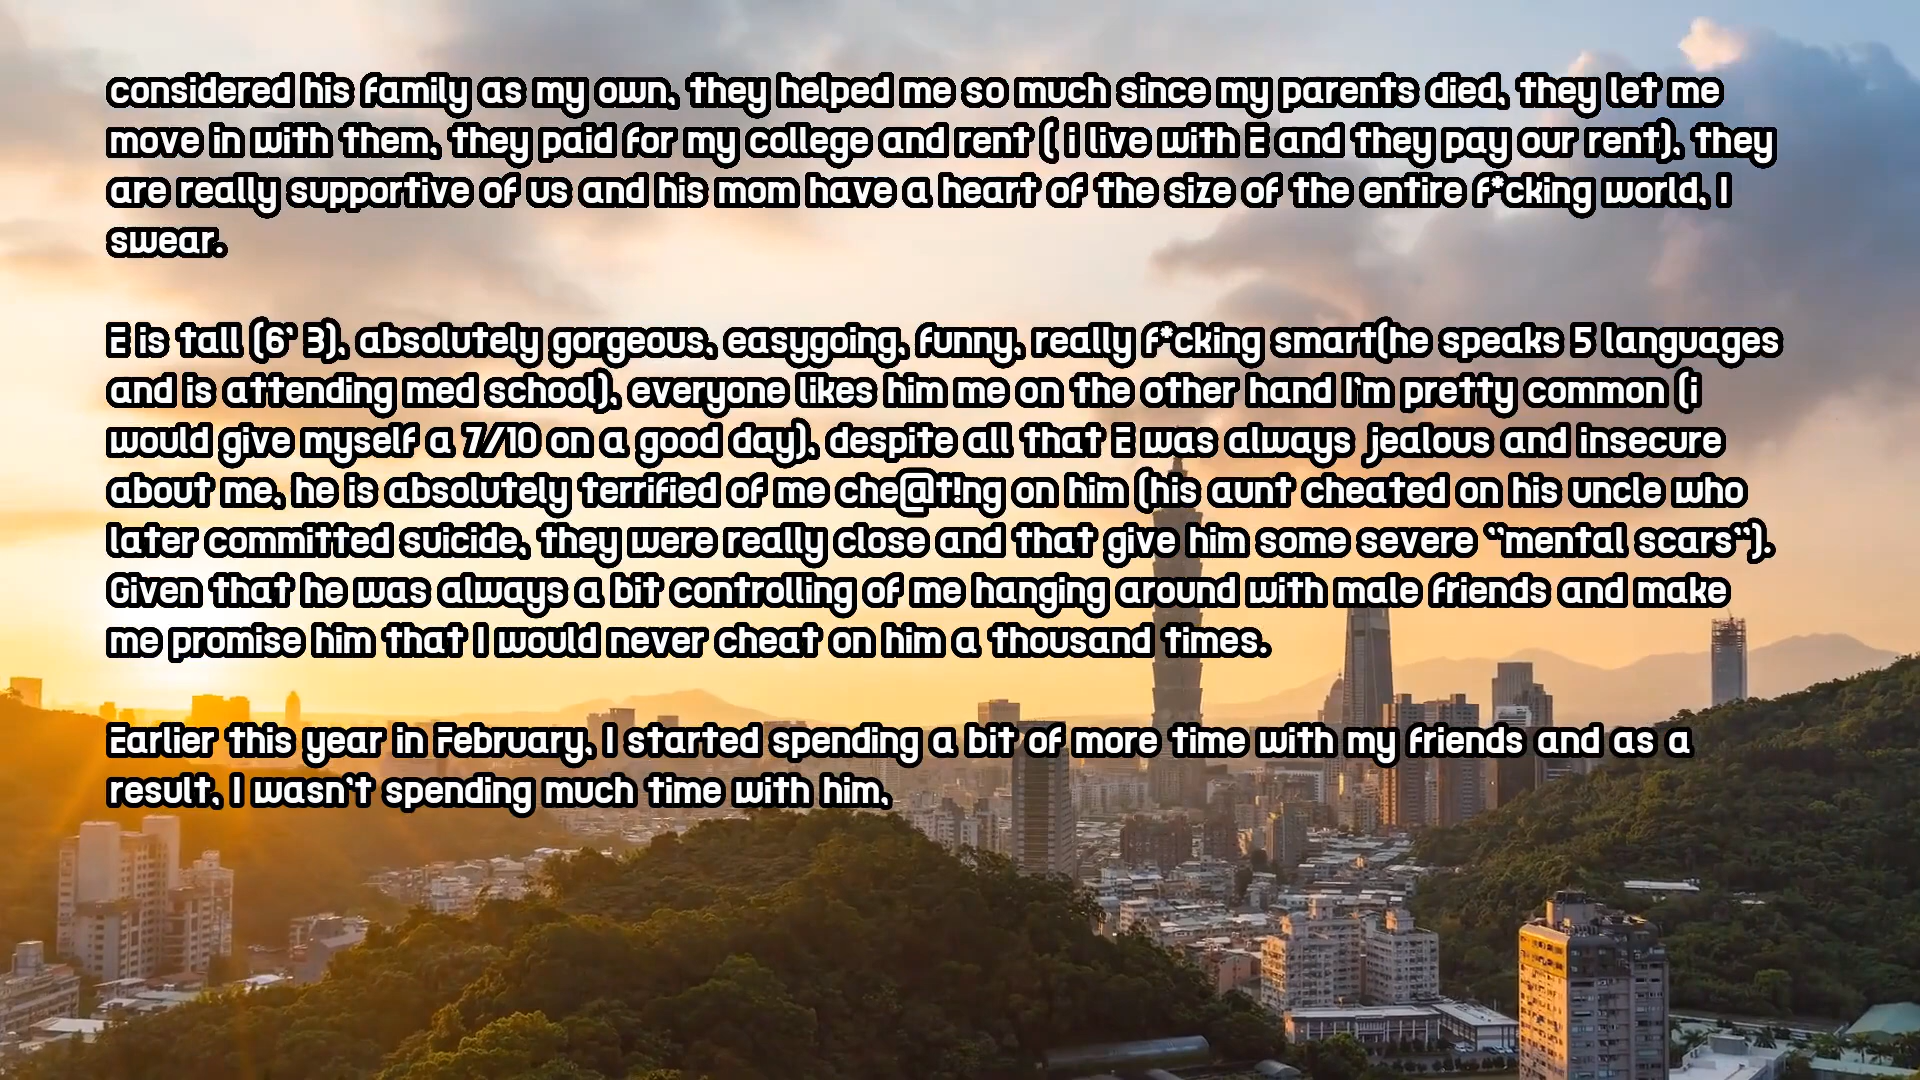 considered his family as my own, they helped me so much since my parents died, they let me
move in with them, they paid for my college and rent ( i live with E and they pay our rent), they
are really supportive of us and his mom have a heart of the size of the entire f*cking world, I
swear.
E is tall (6' 3), absolutely gorgeous, easygoing, funny, really f*cking smart(he speaks 5 languages
and is attending med school), everyone likes him me on the other hand I'm pretty common (i
would give myself a 7/10 on a good day), despite all that E was always jealous and insecure
about me, he is absolutely terrified of me che@t!ng on him (his aunt cheated on his uncle who
later committed suicide, they were really close and that give him some severe "mental scars").
Given that he was always a bit controlling of me hanging around with male friends and make
me promise him that I would never cheat on him a thousand times.
Earlier this year in February, I started spending a bit of more time with my friends and as a
result, I wasn't spending much time with him,